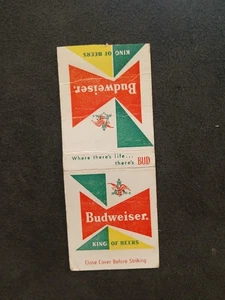 KING OF BEERS
Budweiser.
Where there's life...
there's BUD
Budweiser.
KING OF BEERS
Close Cover Before Striking